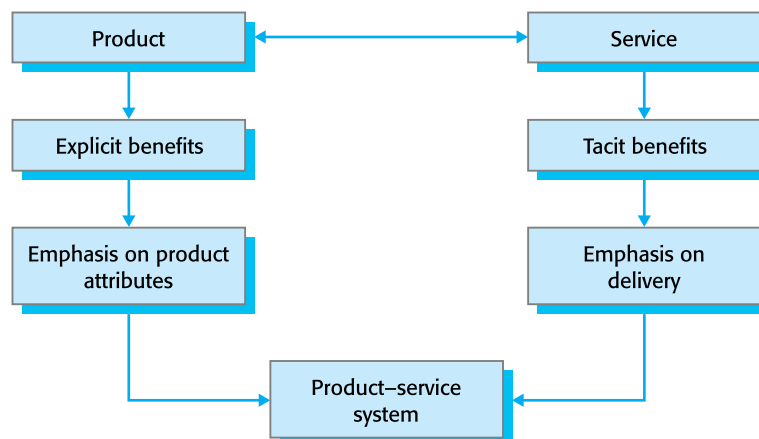 Product
Service
Explicit benefits
Tacit benefits
Emphasis on product
attributes
Emphasis on
delivery
Product–service
system